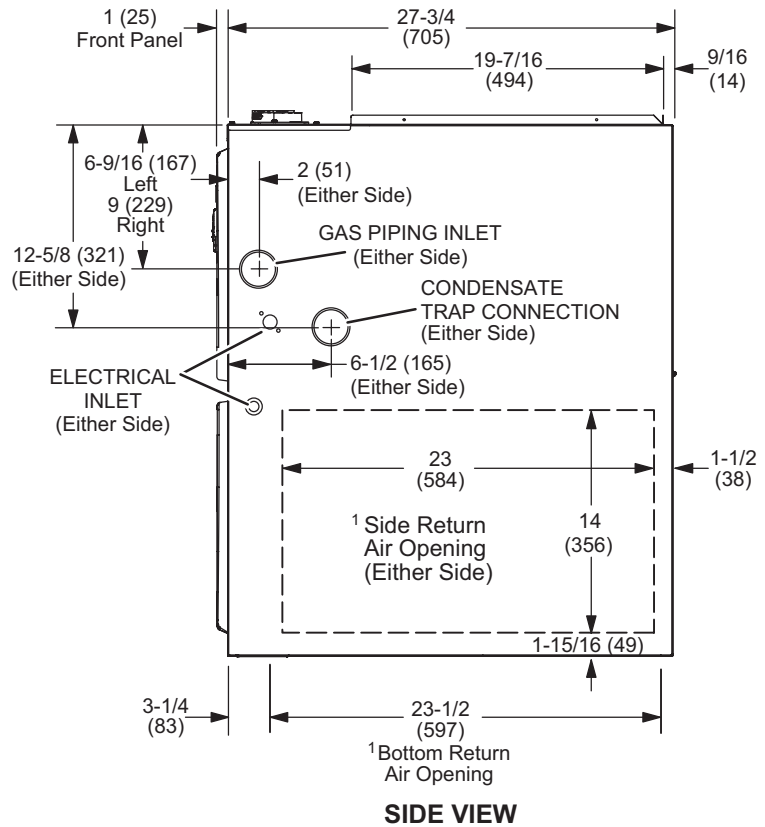 1 (25)
Front Panel
27-3/4
(705)
19-7/16
(494)
9/16
(14)
6-9/16 (167)
Left
9 (229)
Right
2 (51)
(Either Side)
12-5/8 (321)
(Either Side)
GAS PIPING INLET
(Either Side)
CONDENSATE
TRAP CONNECTION
(Either Side)
6-1/2 (165)
(Either Side)
ELECTRICAL
INLET
(Either Side)
23
(584)
1-1/2
(38)
1 Side Return
Air Opening
(Either Side)
14
(356)
1-15/16 (49)
3-1/4
(83)
23-1/2
(597)
1 Bottom Return
Air Opening
SIDE VIEW